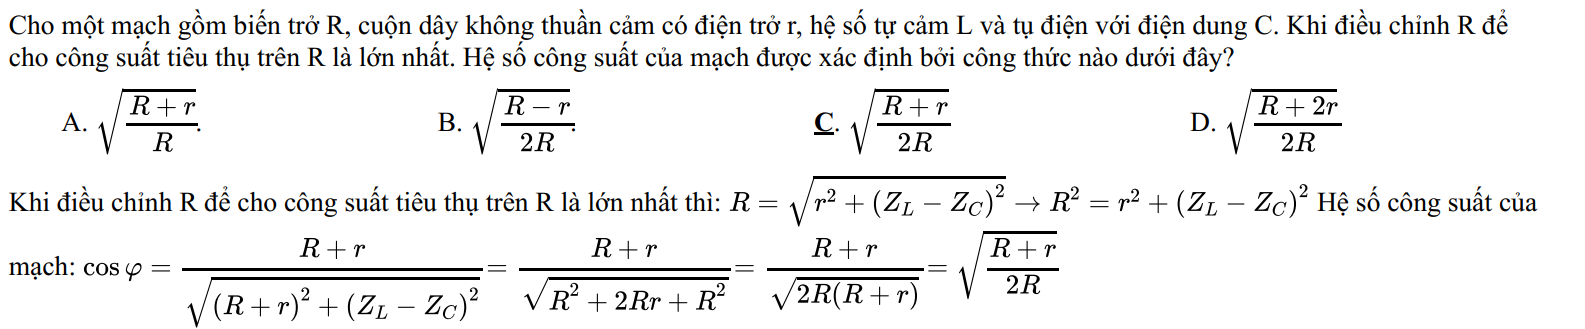 Cho một mạch gồm biến trở R, cuộn dây không thuần cảm có điện trở r, hệ số tự cảm L và tụ điện với điện dung C. Khi điều chỉnh R để
cho công suất tiêu thụ trên R là lớn nhất. Hệ số công suất của mạch được xác định bởi công thức nào dưới đây?
A. $\sqrt{\frac{R+r}{R}}$. B. $\sqrt{\frac{R-r}{2R}}$. C. $\sqrt{\frac{R+r}{2R}}$ D. $\sqrt{\frac{R+2r}{2R}}$
Khi điều chỉnh R để cho công suất tiêu thụ trên R là lớn nhất thì: $R = \sqrt{r^2 + (Z_L - Z_C)^2} \rightarrow R^2 = r^2 + (Z_L - Z_C)^2$ Hệ số công suất của
mạch: $\cos\varphi = \frac{R+r}{\sqrt{(R+r)^2 + (Z_L - Z_C)^2}} = \frac{R+r}{\sqrt{R^2 + 2Rr + R^2}} = \frac{R+r}{\sqrt{2R(R+r)}} = \sqrt{\frac{R+r}{2R}}$